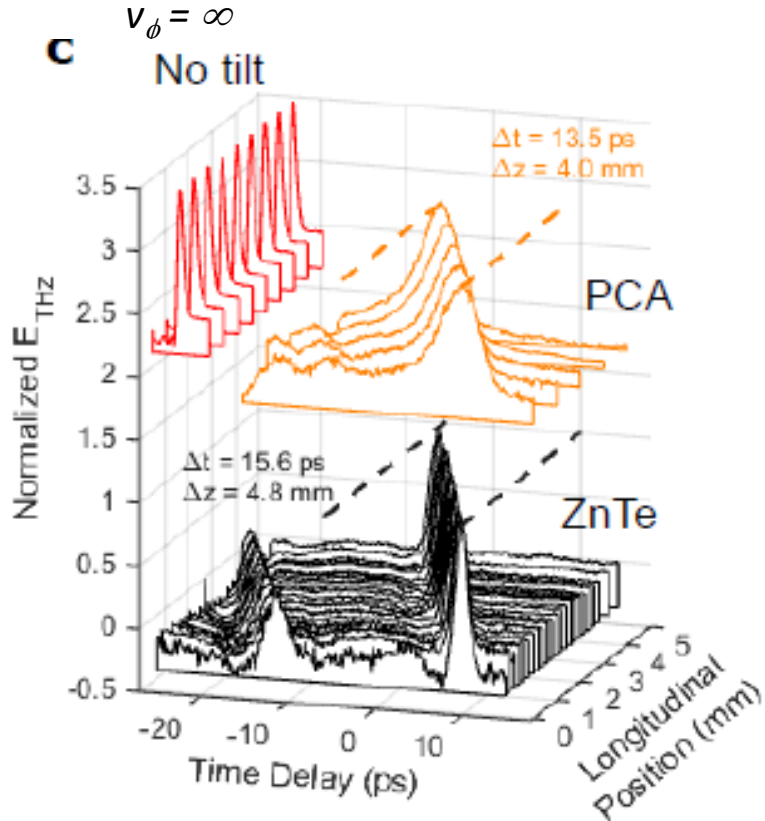 vϕ = ∞
c
No tilt
Δt = 13.5 ps
Δz = 4.0 mm
PCA
Normalized E_THz
3.5
3
2.5
2
1.5
1
0.5
0
-0.5
Δt = 15.6 ps
Δz = 4.8 mm
ZnTe
-20
-10
0
10
Time Delay (ps)
0 1 2 3 4 5
Longitudinal
Position (mm)